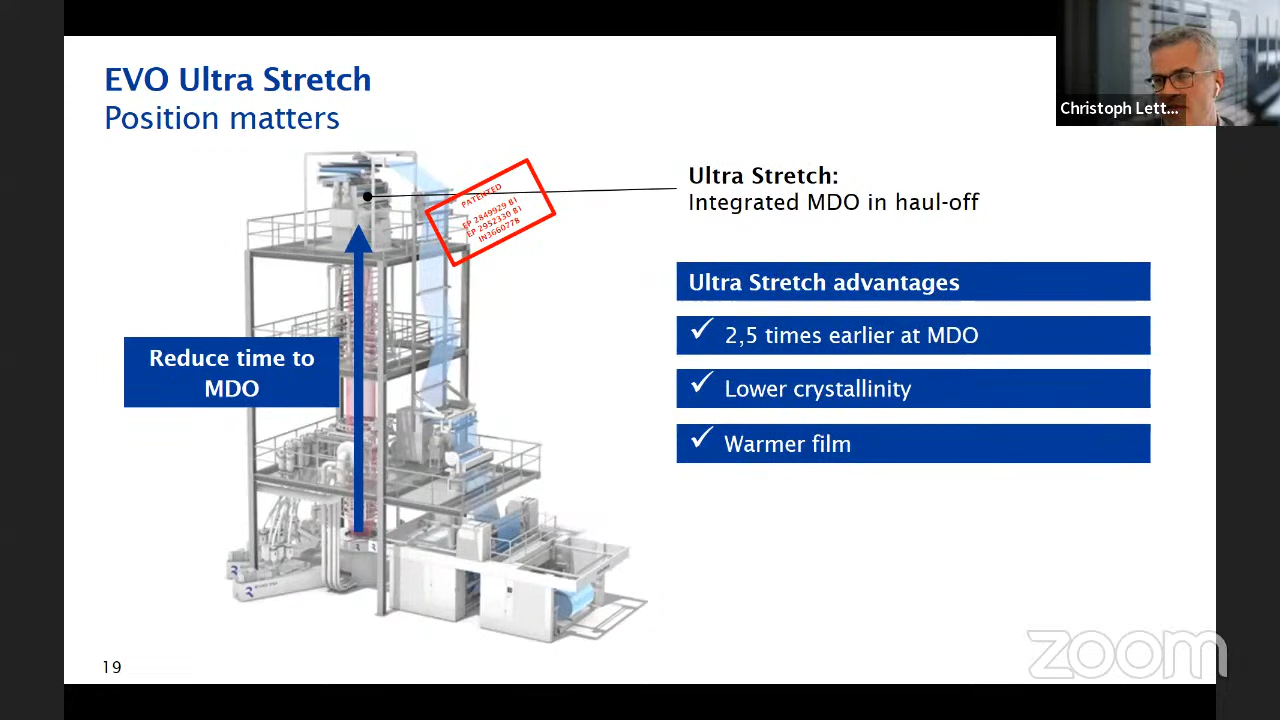 EVO Ultra Stretch
Position matters
Christoph Lett...
Ultra Stretch:
Integrated MDO in haul-off
PATENTED
EP 2849929 B1
EP 2952330 B1
IN366077B
Ultra Stretch advantages
2,5 times earlier at MDO
Reduce time to
MDO
Lower crystallinity
Warmer film
zoom
19